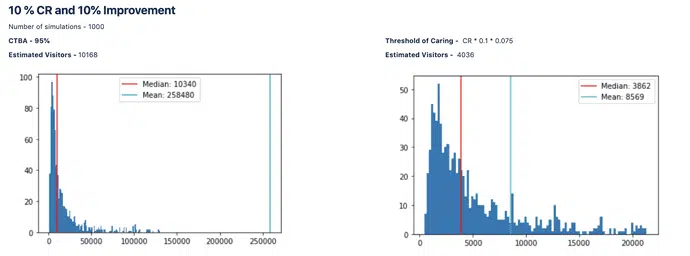 10 % CR and 10% Improvement
Number of simulations - 1000
CTBA - 95%
Estimated Visitors - 10168
Threshold of Caring - CR * 0.1 * 0.075
Estimated Visitors - 4036
Median: 10340
Mean: 258480
100
80
60
40
20
0
0 50000 100000 150000 200000 250000
Median: 3862
Mean: 8569
50
40
30
20
10
0
0 5000 10000 15000 20000